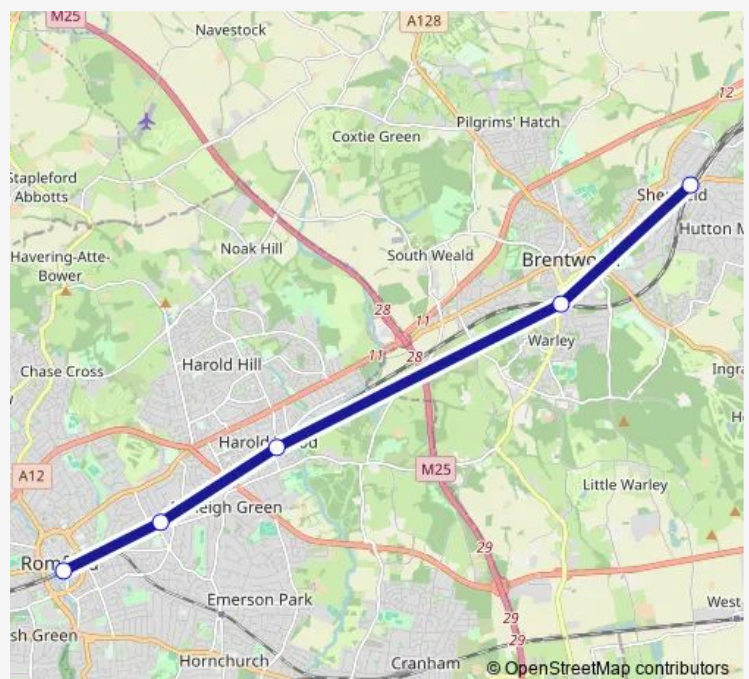 M25
Navestock
A128
12
Pilgrims' Hatch
Coxtie Green
Stapleford
Abbotts
Hutton
Noak Hill
South Weald
Havering-Atte-
Bower
28
11
11
28
Warley
Chase Cross
Harold Hill
M25
A12
Little Warley
Green
29
Emerson Park
West
29
29
Green
Hornchurch
Cranham
© OpenStreetMap contributors